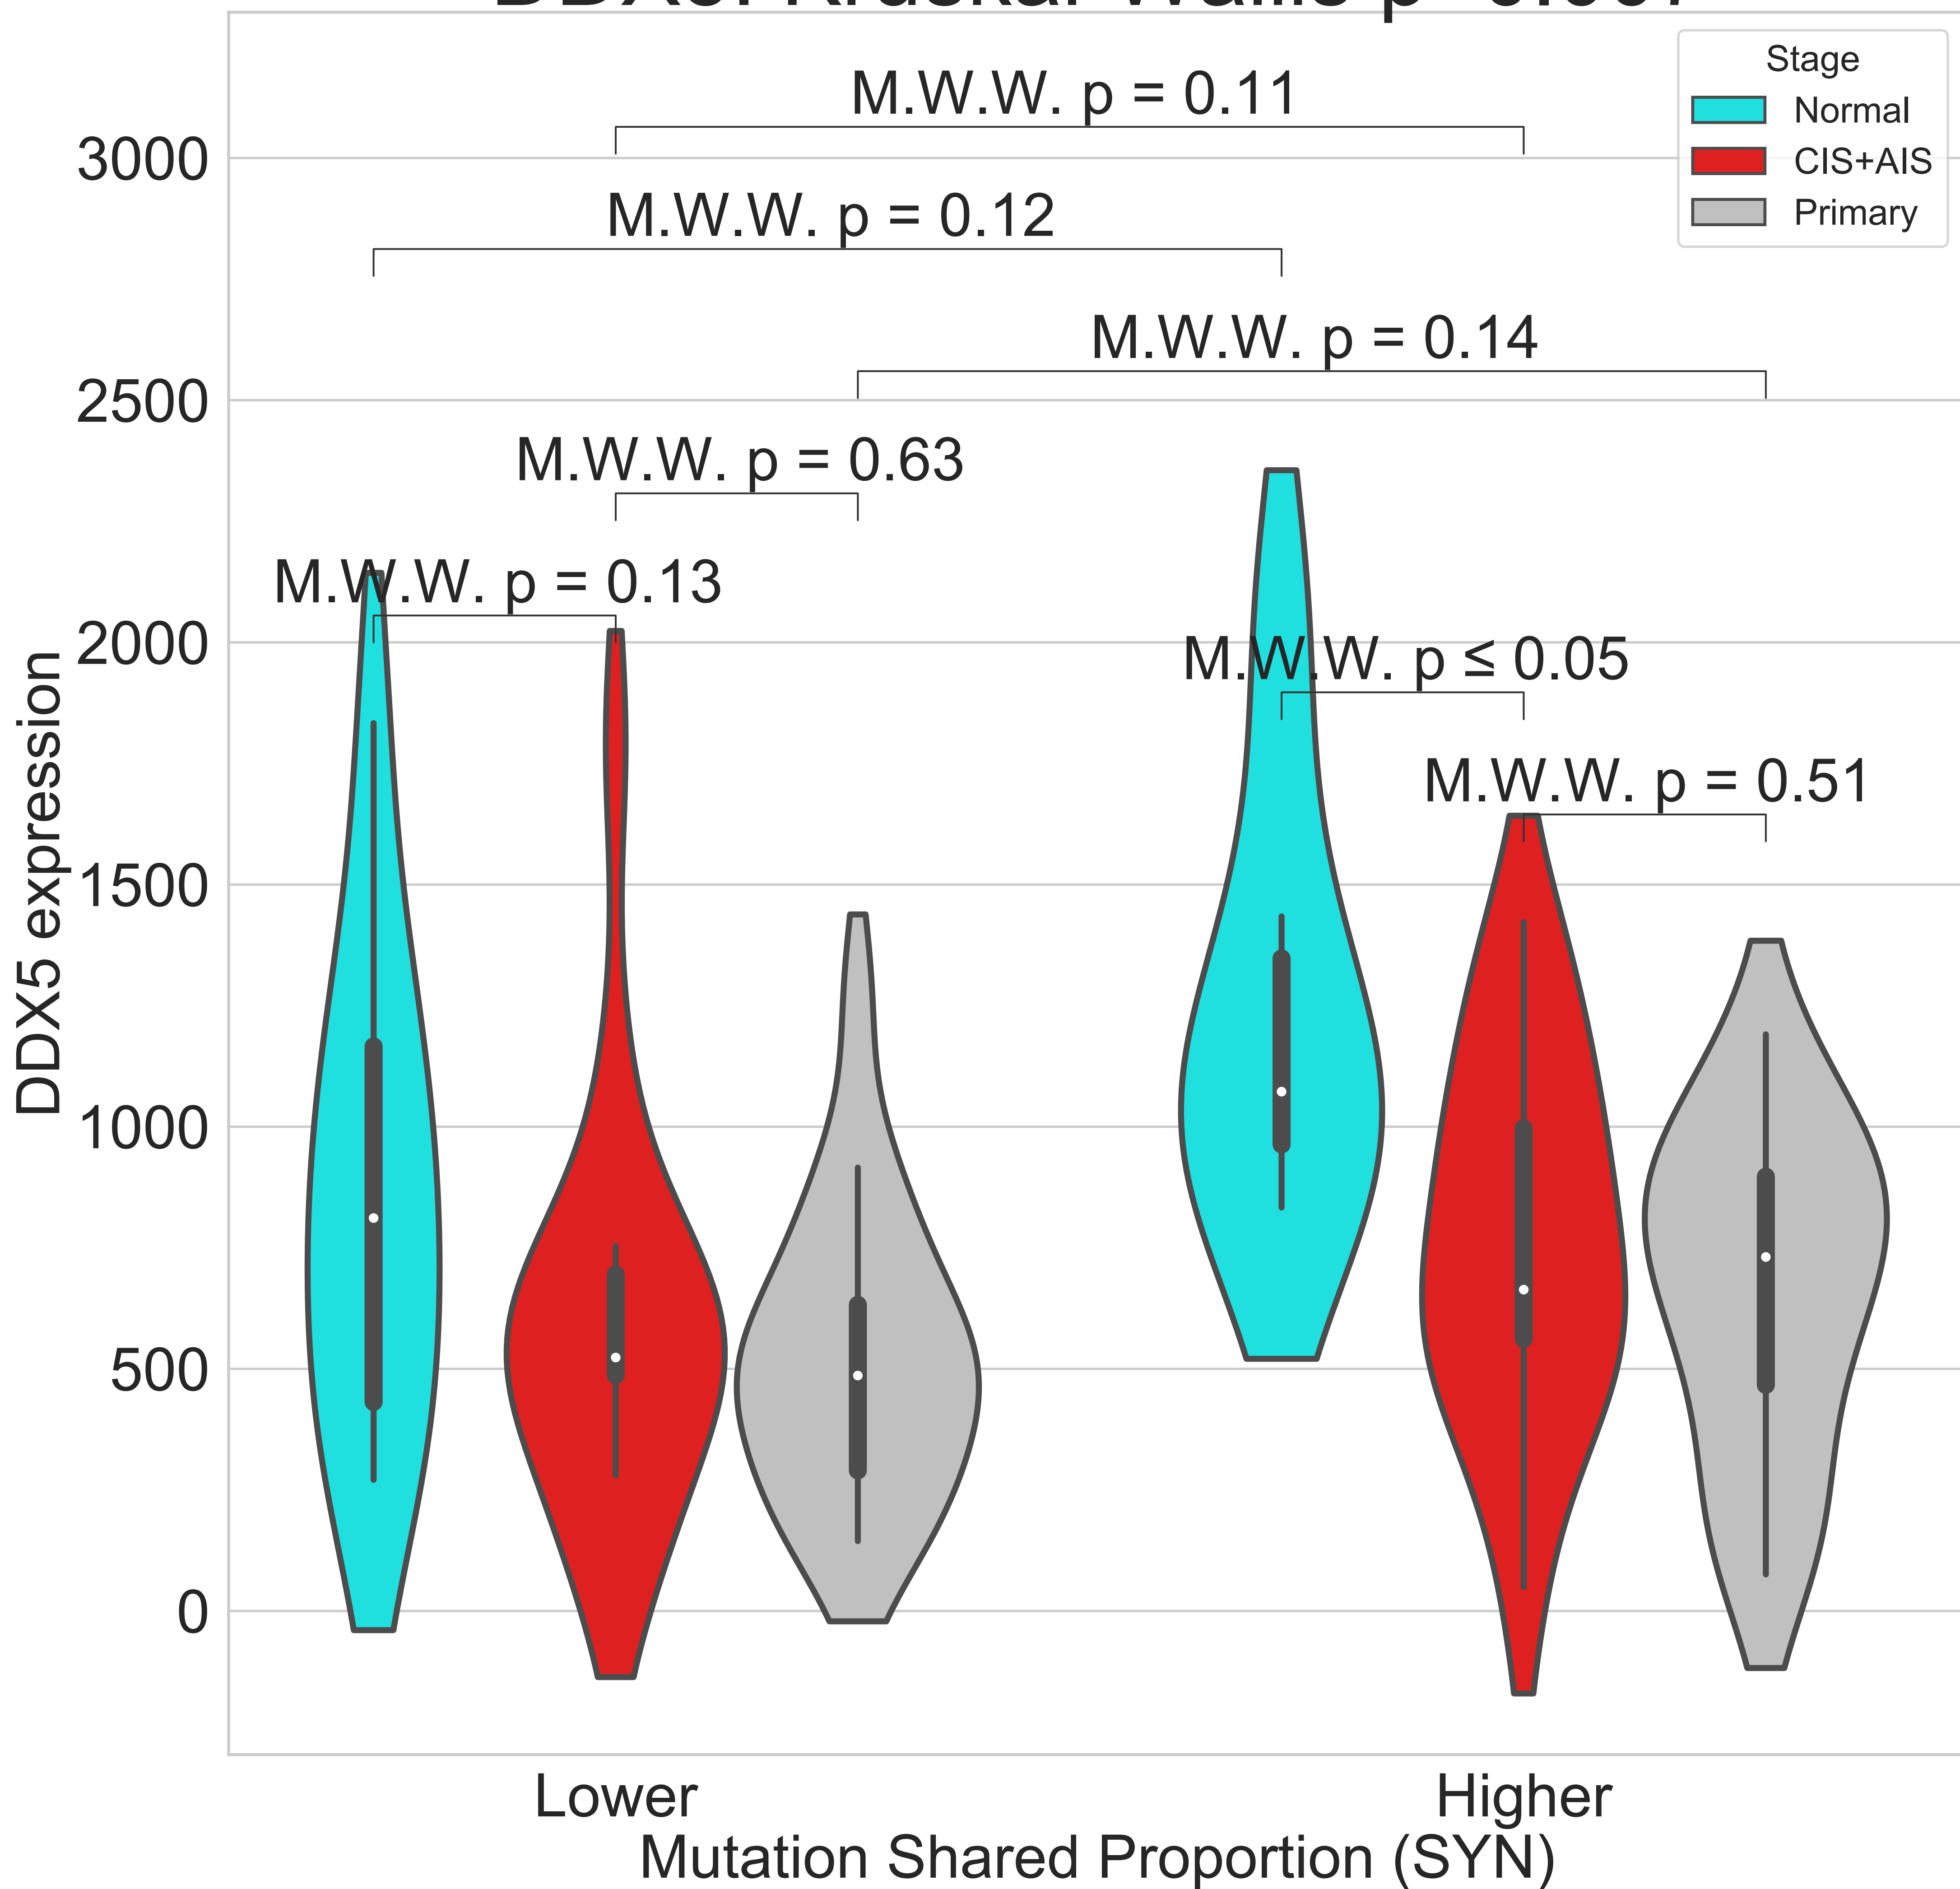 Stage
Normal
CIS+AIS
Primary
M.W.W. p = 0.11
M.W.W. p = 0.12
M.W.W. p = 0.14
M.W.W. p = 0.63
M.W.W. p = 0.13
M.W.W. p ≤ 0.05
M.W.W. p = 0.51
3000
2500
2000
1500
1000
500
0
DDX5 expression
Lower
Higher
Mutation Shared Proportion (SYN)